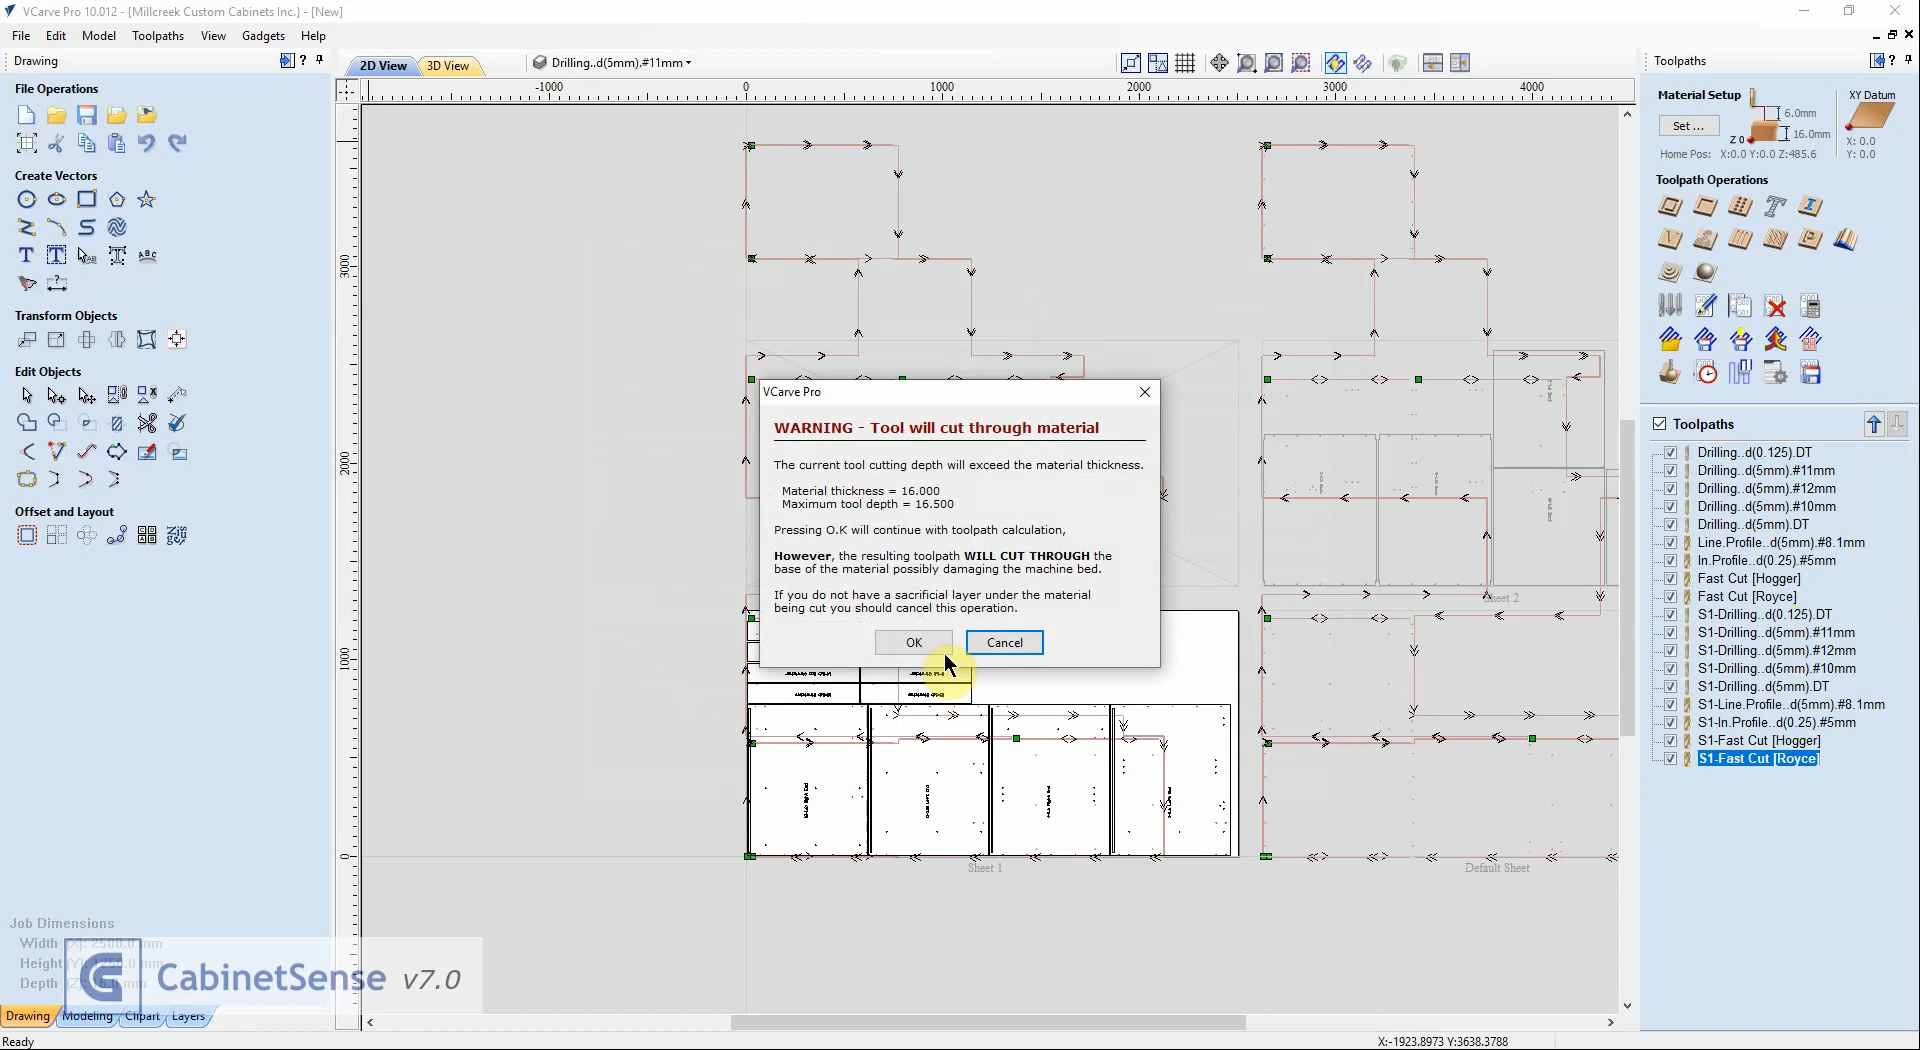 VCarve Pro 10.012 - {Millcreek Custom Cabinets Inc.} - [New]
File Edit Model Toolpaths View Gadgets Help
Drawing
2D View 3D View Drilling..d(5mm).#11mm
Toolpaths
File Operations
Create Vectors
Transform Objects
Edit Objects
Offset and Layout
Job Dimensions
Width [X]: 2500.0 mm
Height
Depth
CabinetSense v7.0
Drawing Modeling Clipart Layers
Ready
-1000 0 1000 2000 3000 4000
3000
2000
1000
0
VCarve Pro
WARNING - Tool will cut through material
The current tool cutting depth will exceed the material thickness.
Material thickness = 16.000
Maximum tool depth = 16.500
Pressing O.K will continue with toolpath calculation,
However, the resulting toolpath WILL CUT THROUGH the
base of the material possibly damaging the machine bed.
If you do not have a sacrificial layer under the material
being cut you should cancel this operation.
OK Cancel
Sheet 2
Sheet 1
Default Sheet
Material Setup
Set ...
6.0mm
Z 0
16.0mm
XY Datum
X: 0.0
Y: 0.0
Home Pos: X:0.0 Y:0.0 Z:485.6
Toolpath Operations
Toolpaths
Drilling..d(0.125).DT
Drilling..d(5mm).#11mm
Drilling..d(5mm).#12mm
Drilling..d(5mm).#10mm
Drilling..d(5mm).DT
Line.Profile..d(5mm).#8.1mm
In.Profile..d(0.25).#5mm
Fast Cut [Hogger]
Fast Cut [Royce]
S1-Drilling..d(0.125).DT
S1-Drilling..d(5mm).#11mm
S1-Drilling..d(5mm).#12mm
S1-Drilling..d(5mm).#10mm
S1-Drilling..d(5mm).DT
S1-Line.Profile..d(5mm).#8.1mm
S1-In.Profile..d(0.25).#5mm
S1-Fast Cut [Hogger]
S1-Fast Cut [Royce]
X:-1923.8973 Y:3638.3788